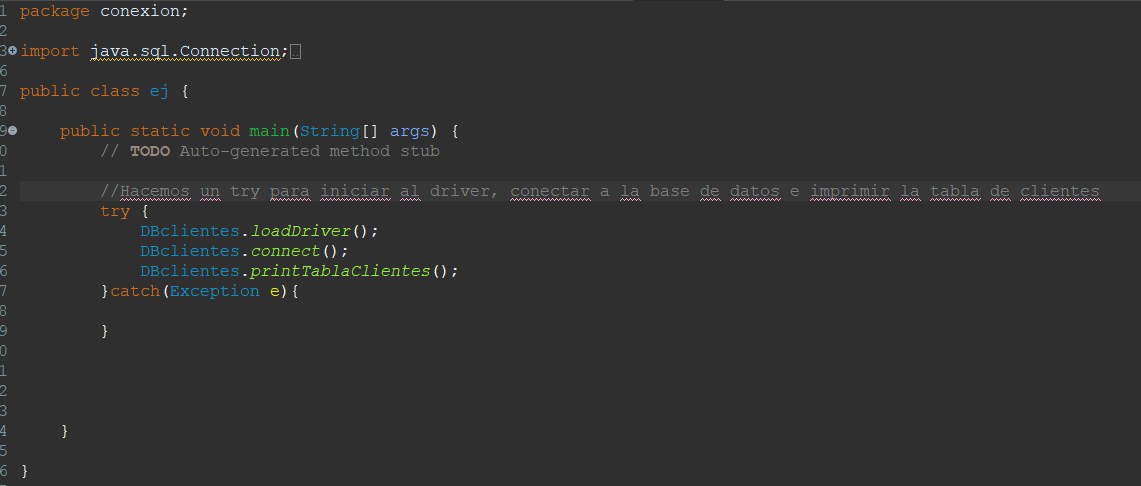 1 package conexion;
2
3 import java.sql.Connection;
6
7 public class ej {
8
9 public static void main(String[] args) {
0 // TODO Auto-generated method stub
1
2 //Hacemos un try para iniciar al driver, conectar a la base de datos e imprimir la tabla de clientes
3 try {
4 DBclientes.loadDriver();
5 DBclientes.connect();
6 DBclientes.printTablaClientes();
7 }catch(Exception e){
8
9 }
0
1
2
3
4 }
5
6 }